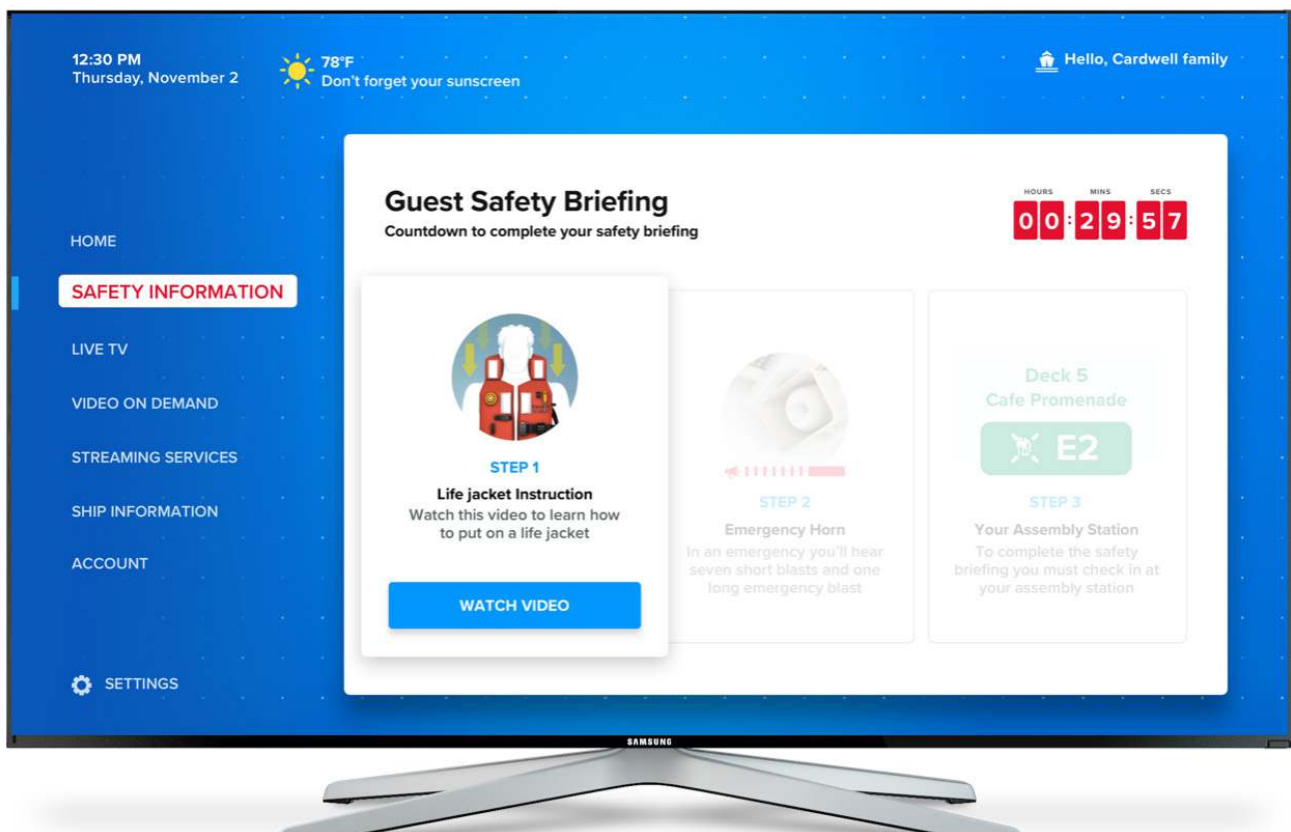 12:30 PM
Thursday, November 2
78°F
Don't forget your sunscreen
Hello, Cardwell family
HOME
SAFETY INFORMATION
LIVE TV
VIDEO ON DEMAND
STREAMING SERVICES
SHIP INFORMATION
ACCOUNT
SETTINGS
Guest Safety Briefing
Countdown to complete your safety briefing
HOURS MINS SECS
00:29:57
STEP 1
Life jacket Instruction
Watch this video to learn how
to put on a life jacket
WATCH VIDEO
STEP 2
Emergency Horn
In an emergency you'll hear
seven short blasts and one
long emergency blast
Deck 5
Cafe Promenade
E2
STEP 3
Your Assembly Station
To complete the safety
briefing you must check in at
your assembly station
SAMSUNG